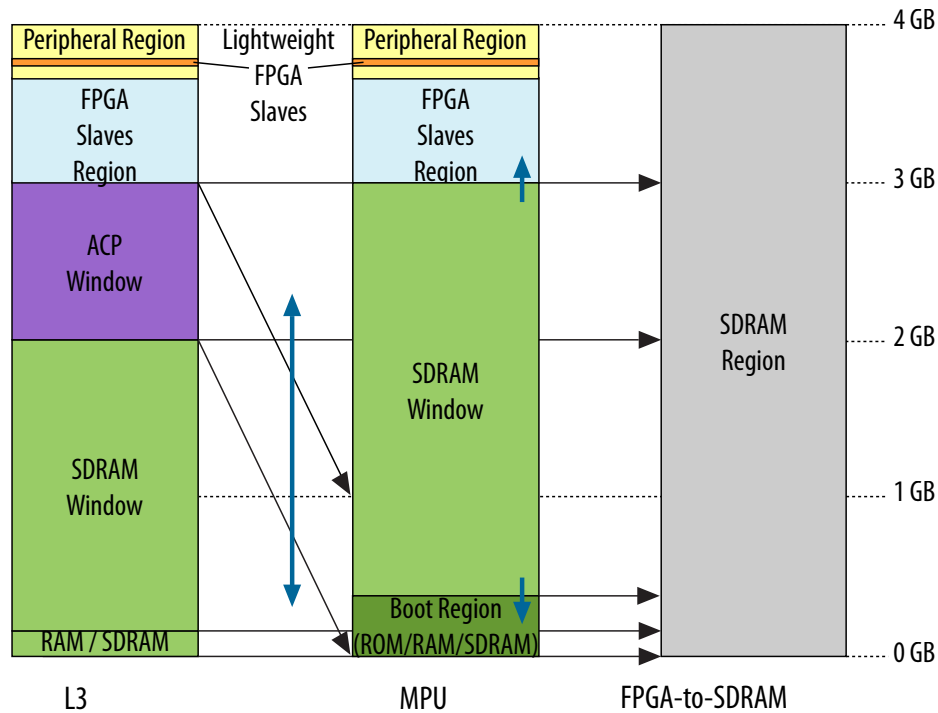 4 GB
Peripheral Region
Lightweight
FPGA
Slaves
Peripheral Region
FPGA
Slaves
Region
FPGA
Slaves
Region
3 GB
ACP
Window
SDRAM
Region
2 GB
SDRAM
Window
SDRAM
Window
1 GB
Boot Region
(ROM/RAM/SDRAM)
RAM / SDRAM
0 GB
L3
MPU
FPGA-to-SDRAM